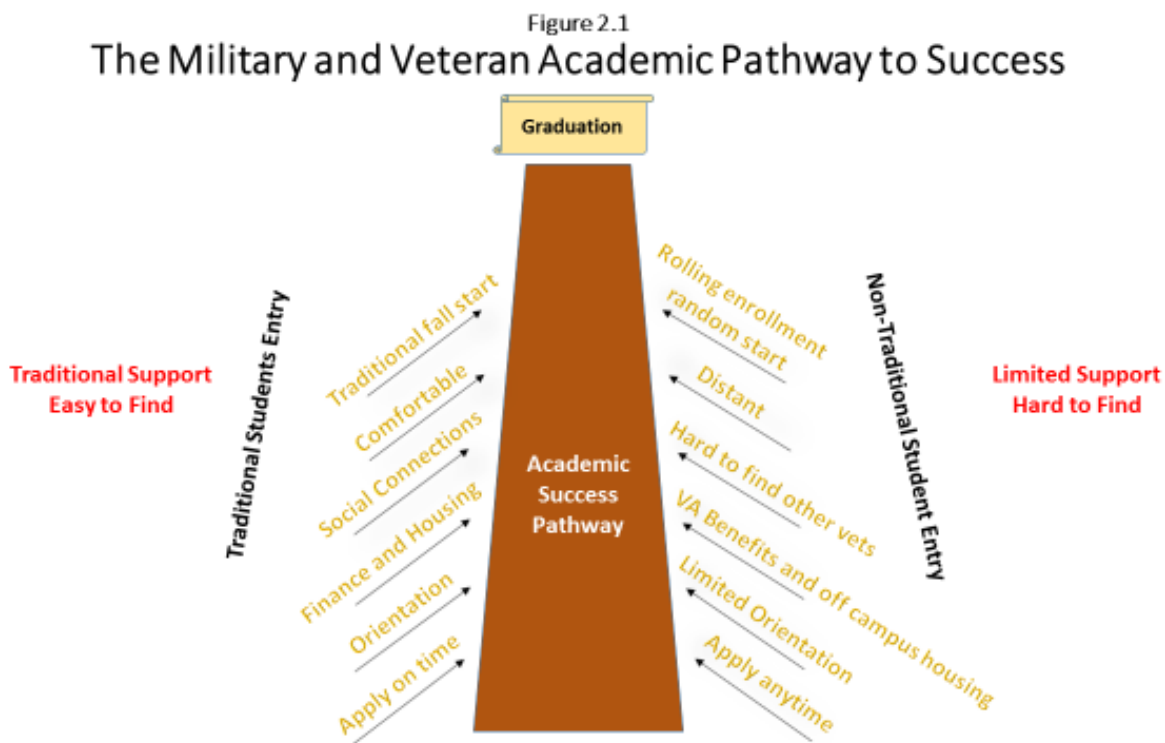 Figure 2.1
The Military and Veteran Academic Pathway to Success
Graduation
Traditional Support
Easy to Find
Traditional Students Entry
Traditional fall start
Comfortable
Social Connections
Finance and Housing
Orientation
Apply on time
Academic
Success
Pathway
Rolling enrollment
random start
Distant
Hard to find other vets
VA Benefits and off campus housing
Limited Orientation
Apply anytime
Non-Traditional Student Entry
Limited Support
Hard to Find